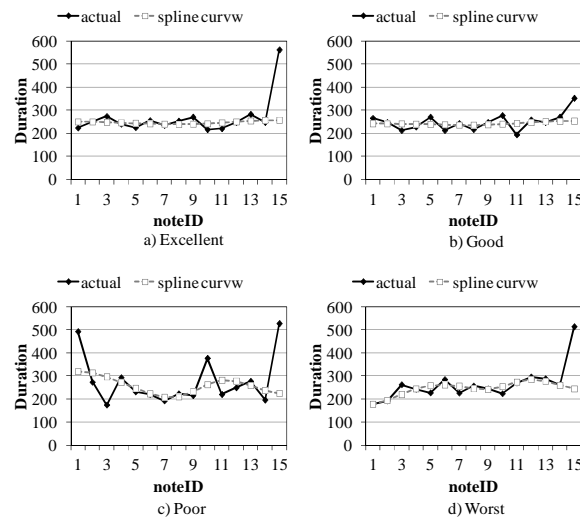 actual spline curvw
600
500
400
300
200
100
0
Duration
1 3 5 7 9 11 13 15
noteID
a) Excellent
actual spline curvw
600
500
400
300
200
100
0
Duration
1 3 5 7 9 11 13 15
noteID
b) Good
actual spline curvw
600
500
400
300
200
100
0
Duration
1 3 5 7 9 11 13 15
noteID
c) Poor
actual spline curvw
600
500
400
300
200
100
0
Duration
1 3 5 7 9 11 13 15
noteID
d) Worst